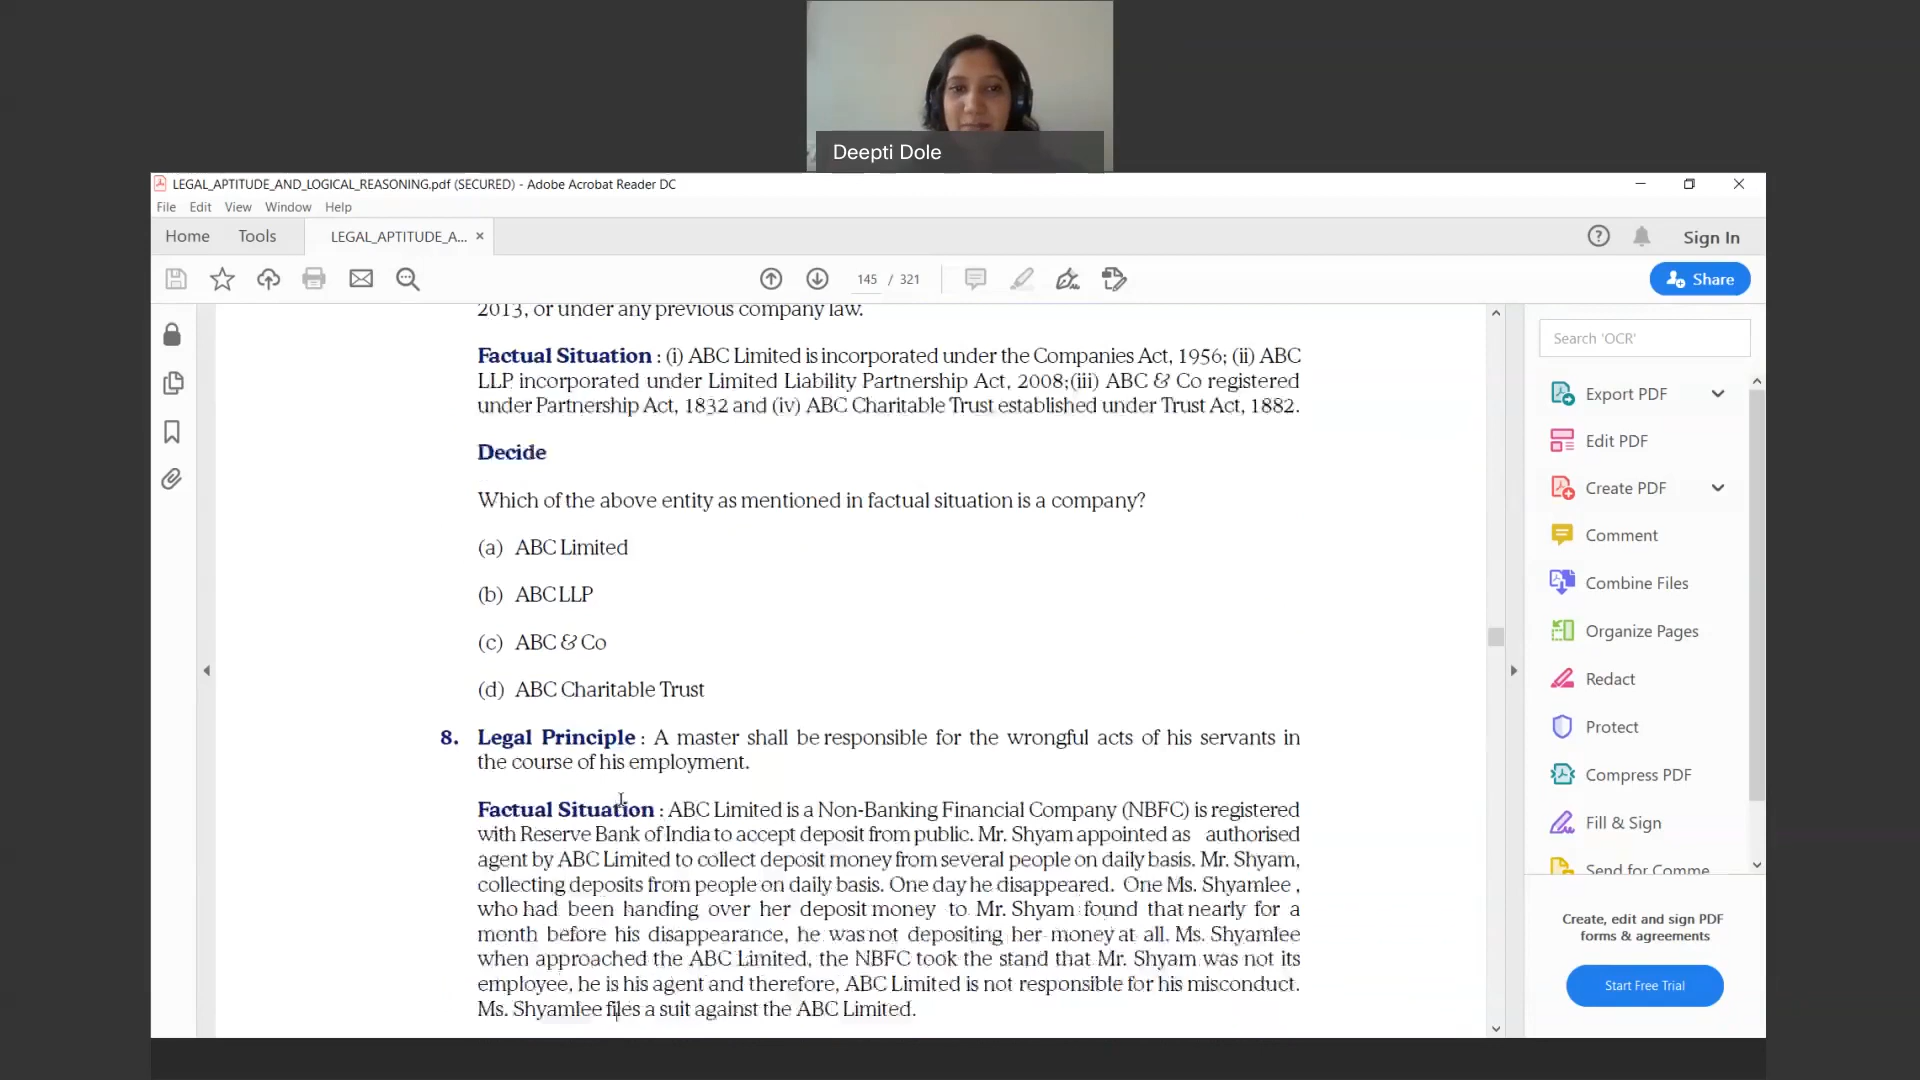 Deepti Dole
LEGAL_APTITUDE_AND_LOGICAL_REASONING.pdf (SECURED) - Adobe Acrobat Reader DC
File Edit View Window Help
Home Tools LEGAL_APTITUDE_A... × Sign In
145 / 321 Share
2013, or under any previous company law.
Factual Situation : (i) ABC Limited is incorporated under the Companies Act, 1956; (ii) ABC
LLP incorporated under Limited Liability Partnership Act, 2008;(iii) ABC & Co registered
under Partnership Act, 1832 and (iv) ABC Charitable Trust established under Trust Act, 1882.
Decide
Which of the above entity as mentioned in factual situation is a company?
(a) ABC Limited
(b) ABC LLP
(c) ABC & Co
(d) ABC Charitable Trust
8. Legal Principle : A master shall be responsible for the wrongful acts of his servants in
the course of his employment.
Factual Situation : ABC Limited is a Non-Banking Financial Company (NBFC) is registered
with Reserve Bank of India to accept deposit from public. Mr. Shyam appointed as authorised
agent by ABC Limited to collect deposit money from several people on daily basis. Mr. Shyam,
collecting deposits from people on daily basis. One day he disappeared. One Ms. Shyamlee ,
who had been handing over her deposit money to Mr. Shyam found that nearly for a
month before his disappearance, he was not depositing her money at all. Ms. Shyamlee
when approached the ABC Limited, the NBFC took the stand that Mr. Shyam was not its
employee, he is his agent and therefore, ABC Limited is not responsible for his misconduct.
Ms. Shyamlee files a suit against the ABC Limited.
Search 'OCR'
Export PDF
Edit PDF
Create PDF
Comment
Combine Files
Organize Pages
Redact
Protect
Compress PDF
Fill & Sign
Send for Comme
Create, edit and sign PDF
forms & agreements
Start Free Trial